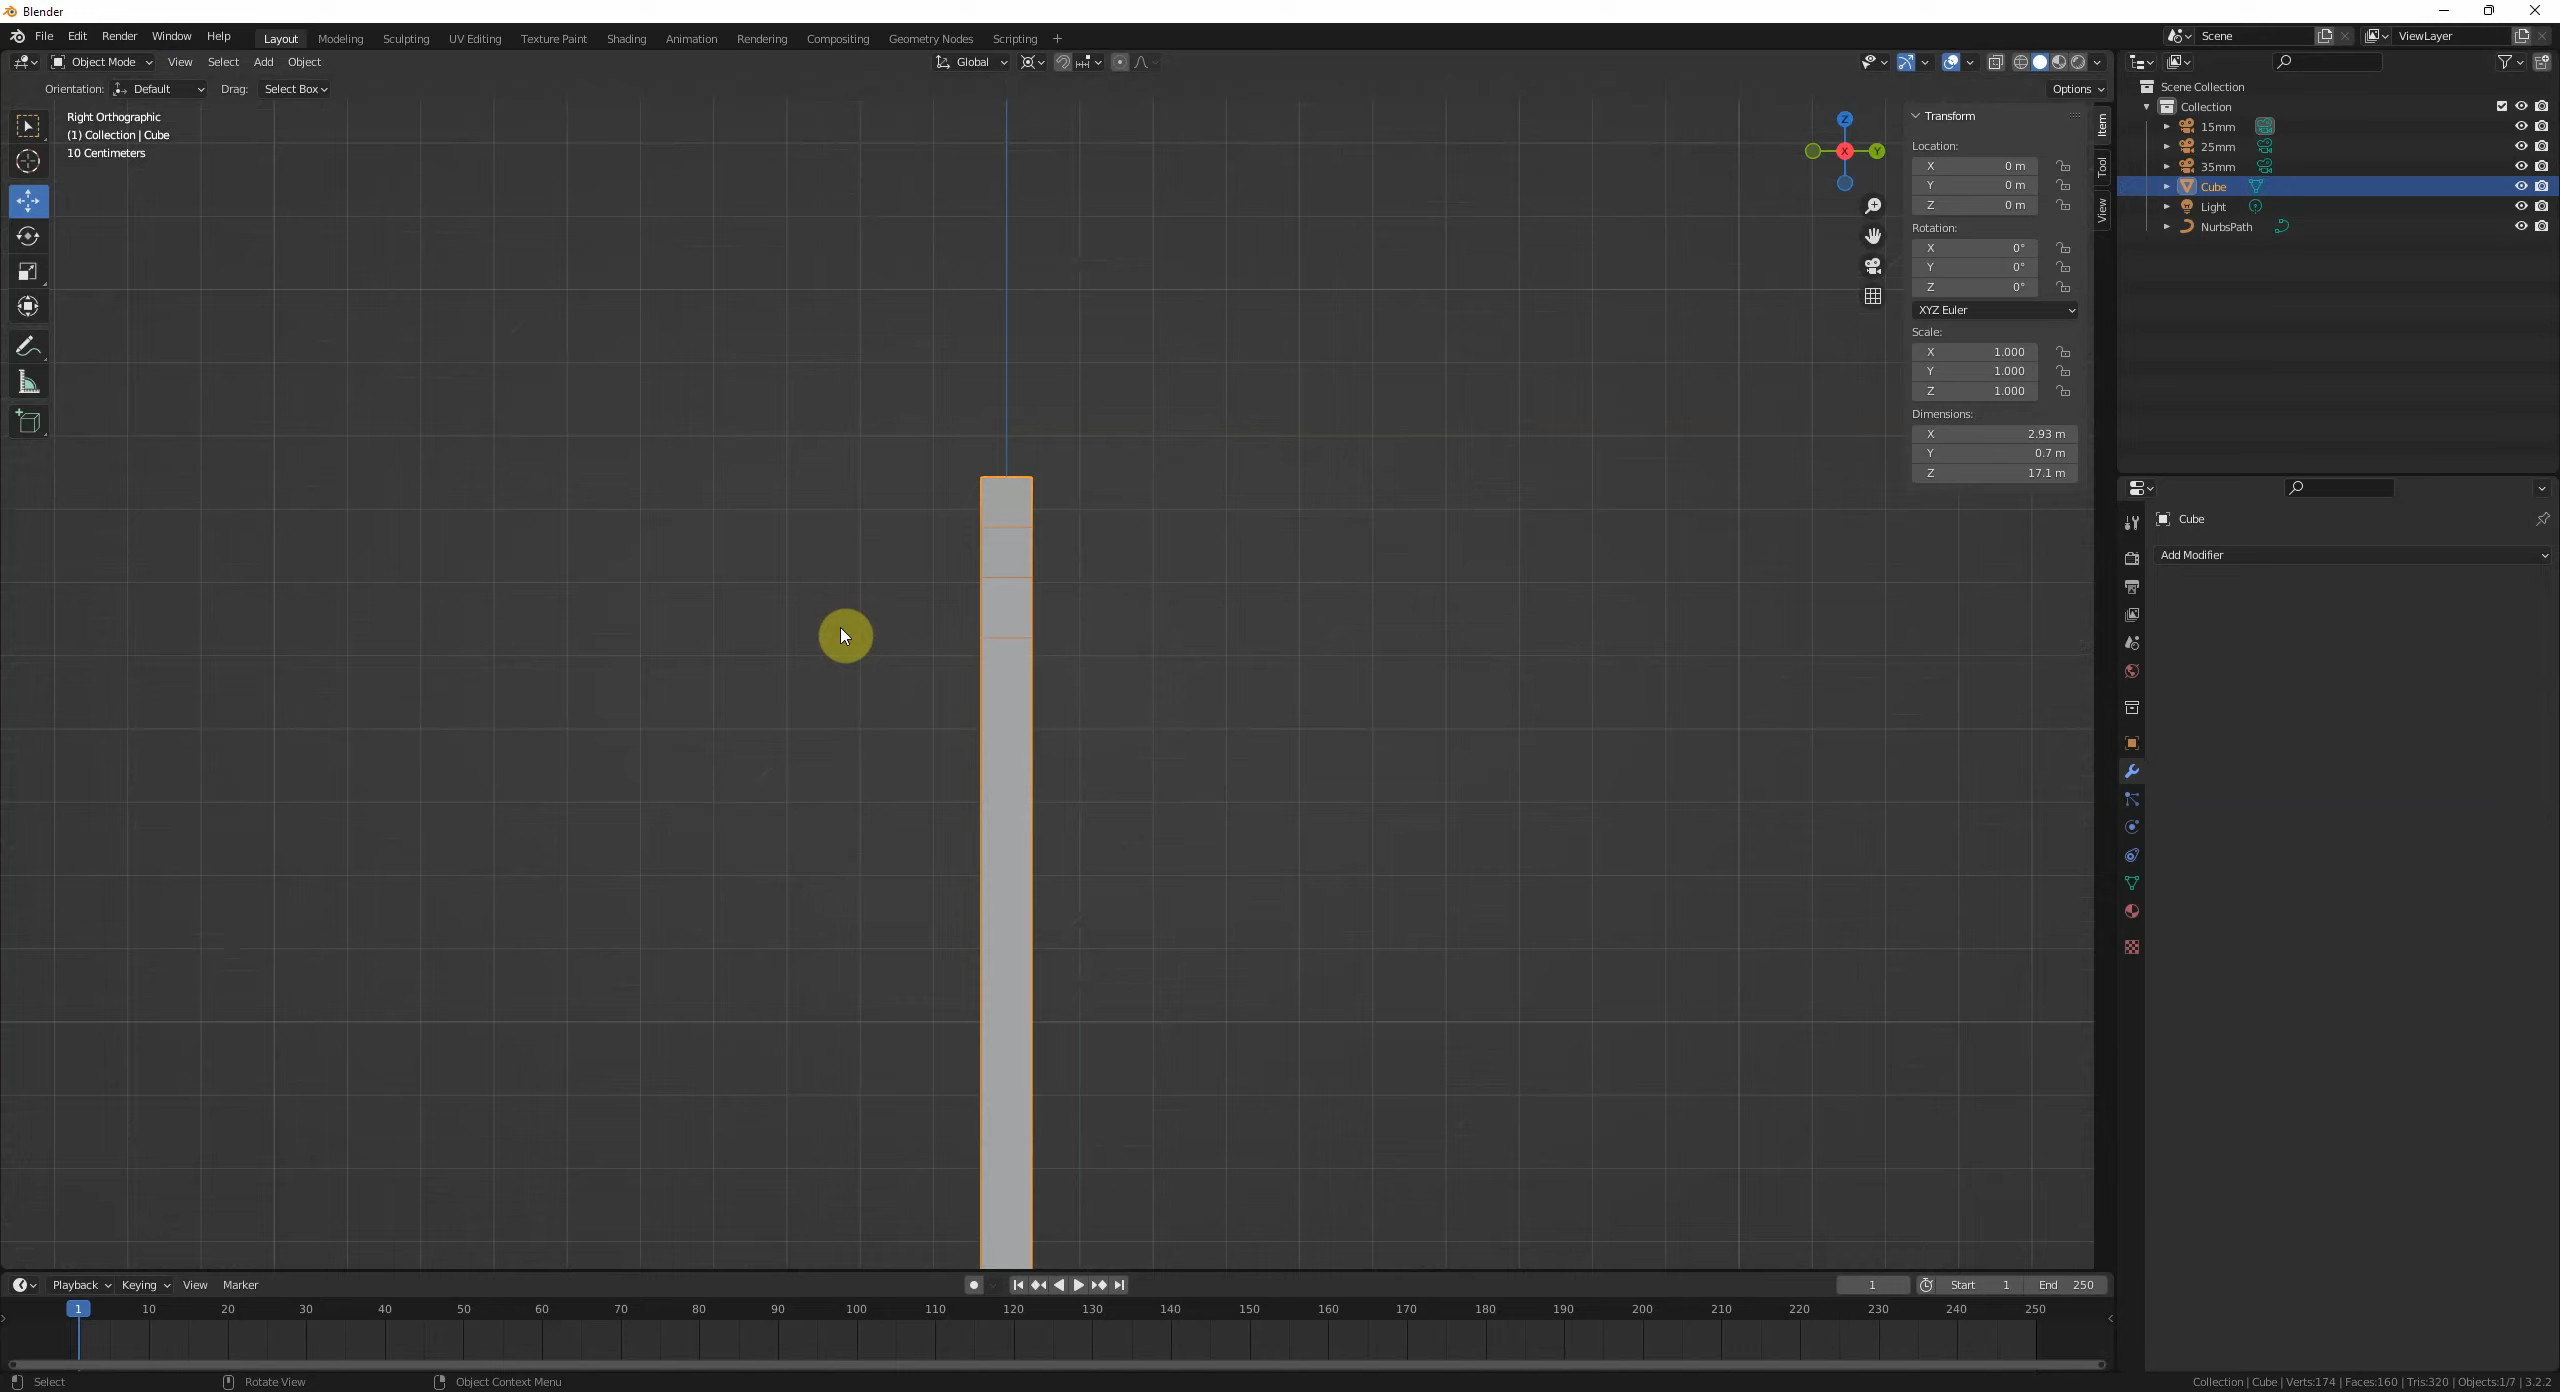 Blender
File Edit Render Window Help Layout Modeling Sculpting UV Editing Texture Paint Shading Animation Rendering Compositing Geometry Nodes Scripting + Scene ViewLayer
Object Mode View Select Add Object Global
Orientation: Default Drag: Select Box Options
Right Orthographic
(1) Collection | Cube
10 Centimeters
Z
X
Y
Transform
Location:
X 0 m
Y 0 m
Z 0 m
Rotation:
X 0°
Y 0°
Z 0°
XYZ Euler
Scale:
X 1.000
Y 1.000
Z 1.000
Dimensions:
X 2.93 m
Y 0.7 m
Z 17.1 m
Item
Tool
View
Scene Collection
Collection
15mm
25mm
35mm
Cube
Light
NurbsPath
Cube
Add Modifier
Playback Keying View Marker 1 Start 1 End 250
1 10 20 30 40 50 60 70 80 90 100 110 120 130 140 150 160 170 180 190 200 210 220 230 240 250
Select Rotate View Object Context Menu Collection | Cube | Verts:174 | Faces:160 | Tris:320 | Objects:1/7 | 3.2.2